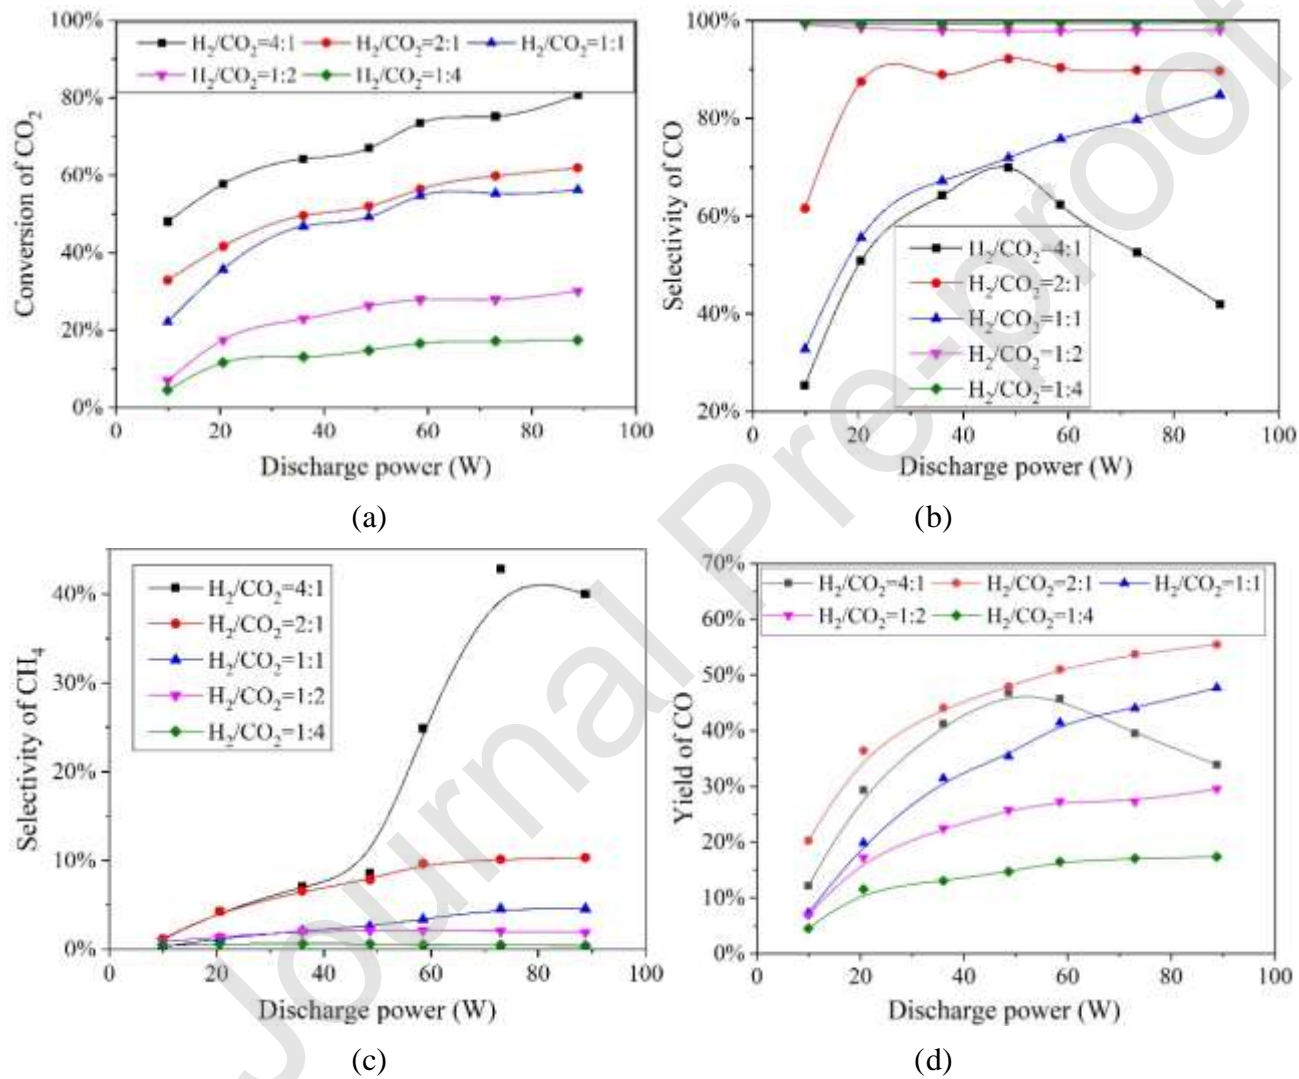 100%
80%
60%
40%
20%
0%
Conversion of CO₂
H₂/CO₂=4:1 H₂/CO₂=2:1 H₂/CO₂=1:1
H₂/CO₂=1:2 H₂/CO₂=1:4
0 20 40 60 80 100
Discharge power (W)
(a)
100%
80%
60%
40%
20%
Selectivity of CO
H₂/CO₂=4:1
H₂/CO₂=2:1
H₂/CO₂=1:1
H₂/CO₂=1:2
H₂/CO₂=1:4
0 20 40 60 80 100
Discharge power (W)
(b)
40%
30%
20%
10%
0%
Selectivity of CH₄
H₂/CO₂=4:1
H₂/CO₂=2:1
H₂/CO₂=1:1
H₂/CO₂=1:2
H₂/CO₂=1:4
0 20 40 60 80 100
Discharge power (W)
(c)
70%
60%
50%
40%
30%
20%
10%
0%
Yield of CO
H₂/CO₂=4:1 H₂/CO₂=2:1 H₂/CO₂=1:1
H₂/CO₂=1:2 H₂/CO₂=1:4
0 20 40 60 80 100
Discharge power (W)
(d)
Journal Pre-proof